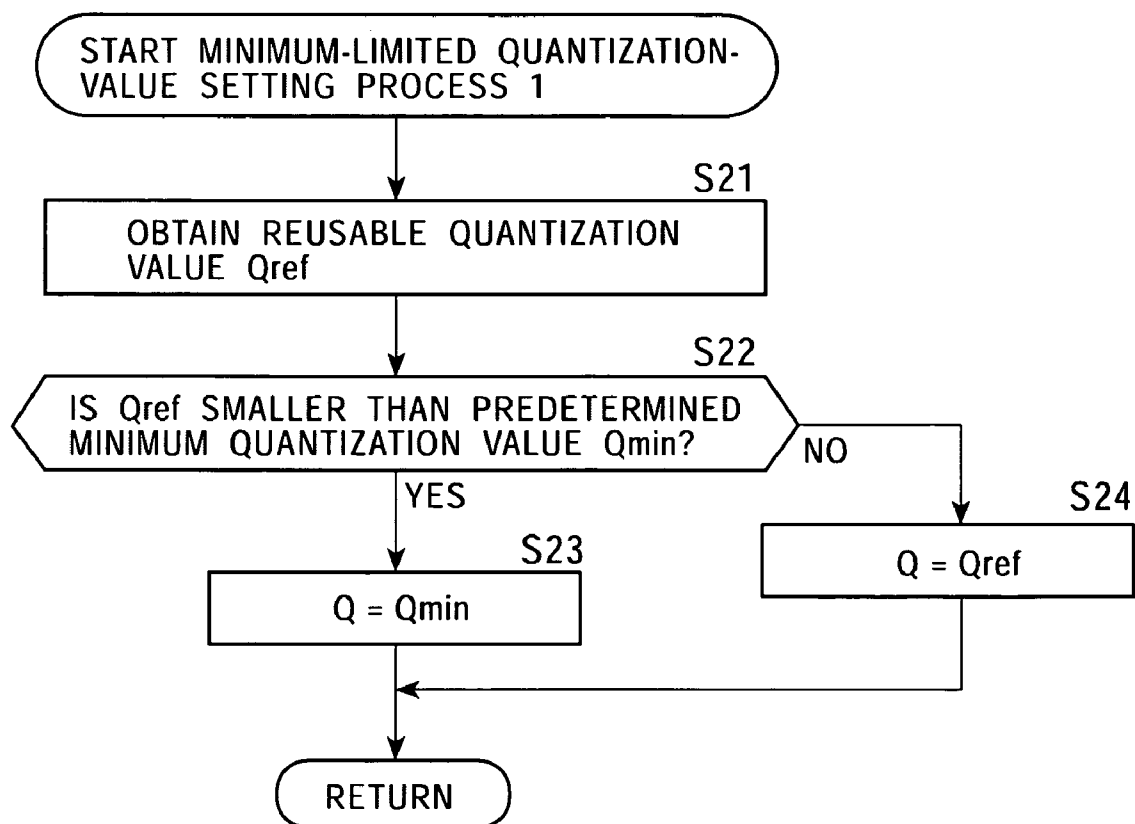 START MINIMUM-LIMITED QUANTIZATION-
VALUE SETTING PROCESS 1
S21
OBTAIN REUSABLE QUANTIZATION
VALUE Qref
S22
IS Qref SMALLER THAN PREDETERMINED
MINIMUM QUANTIZATION VALUE Qmin?
NO
YES
S24
Q = Qref
S23
Q = Qmin
RETURN